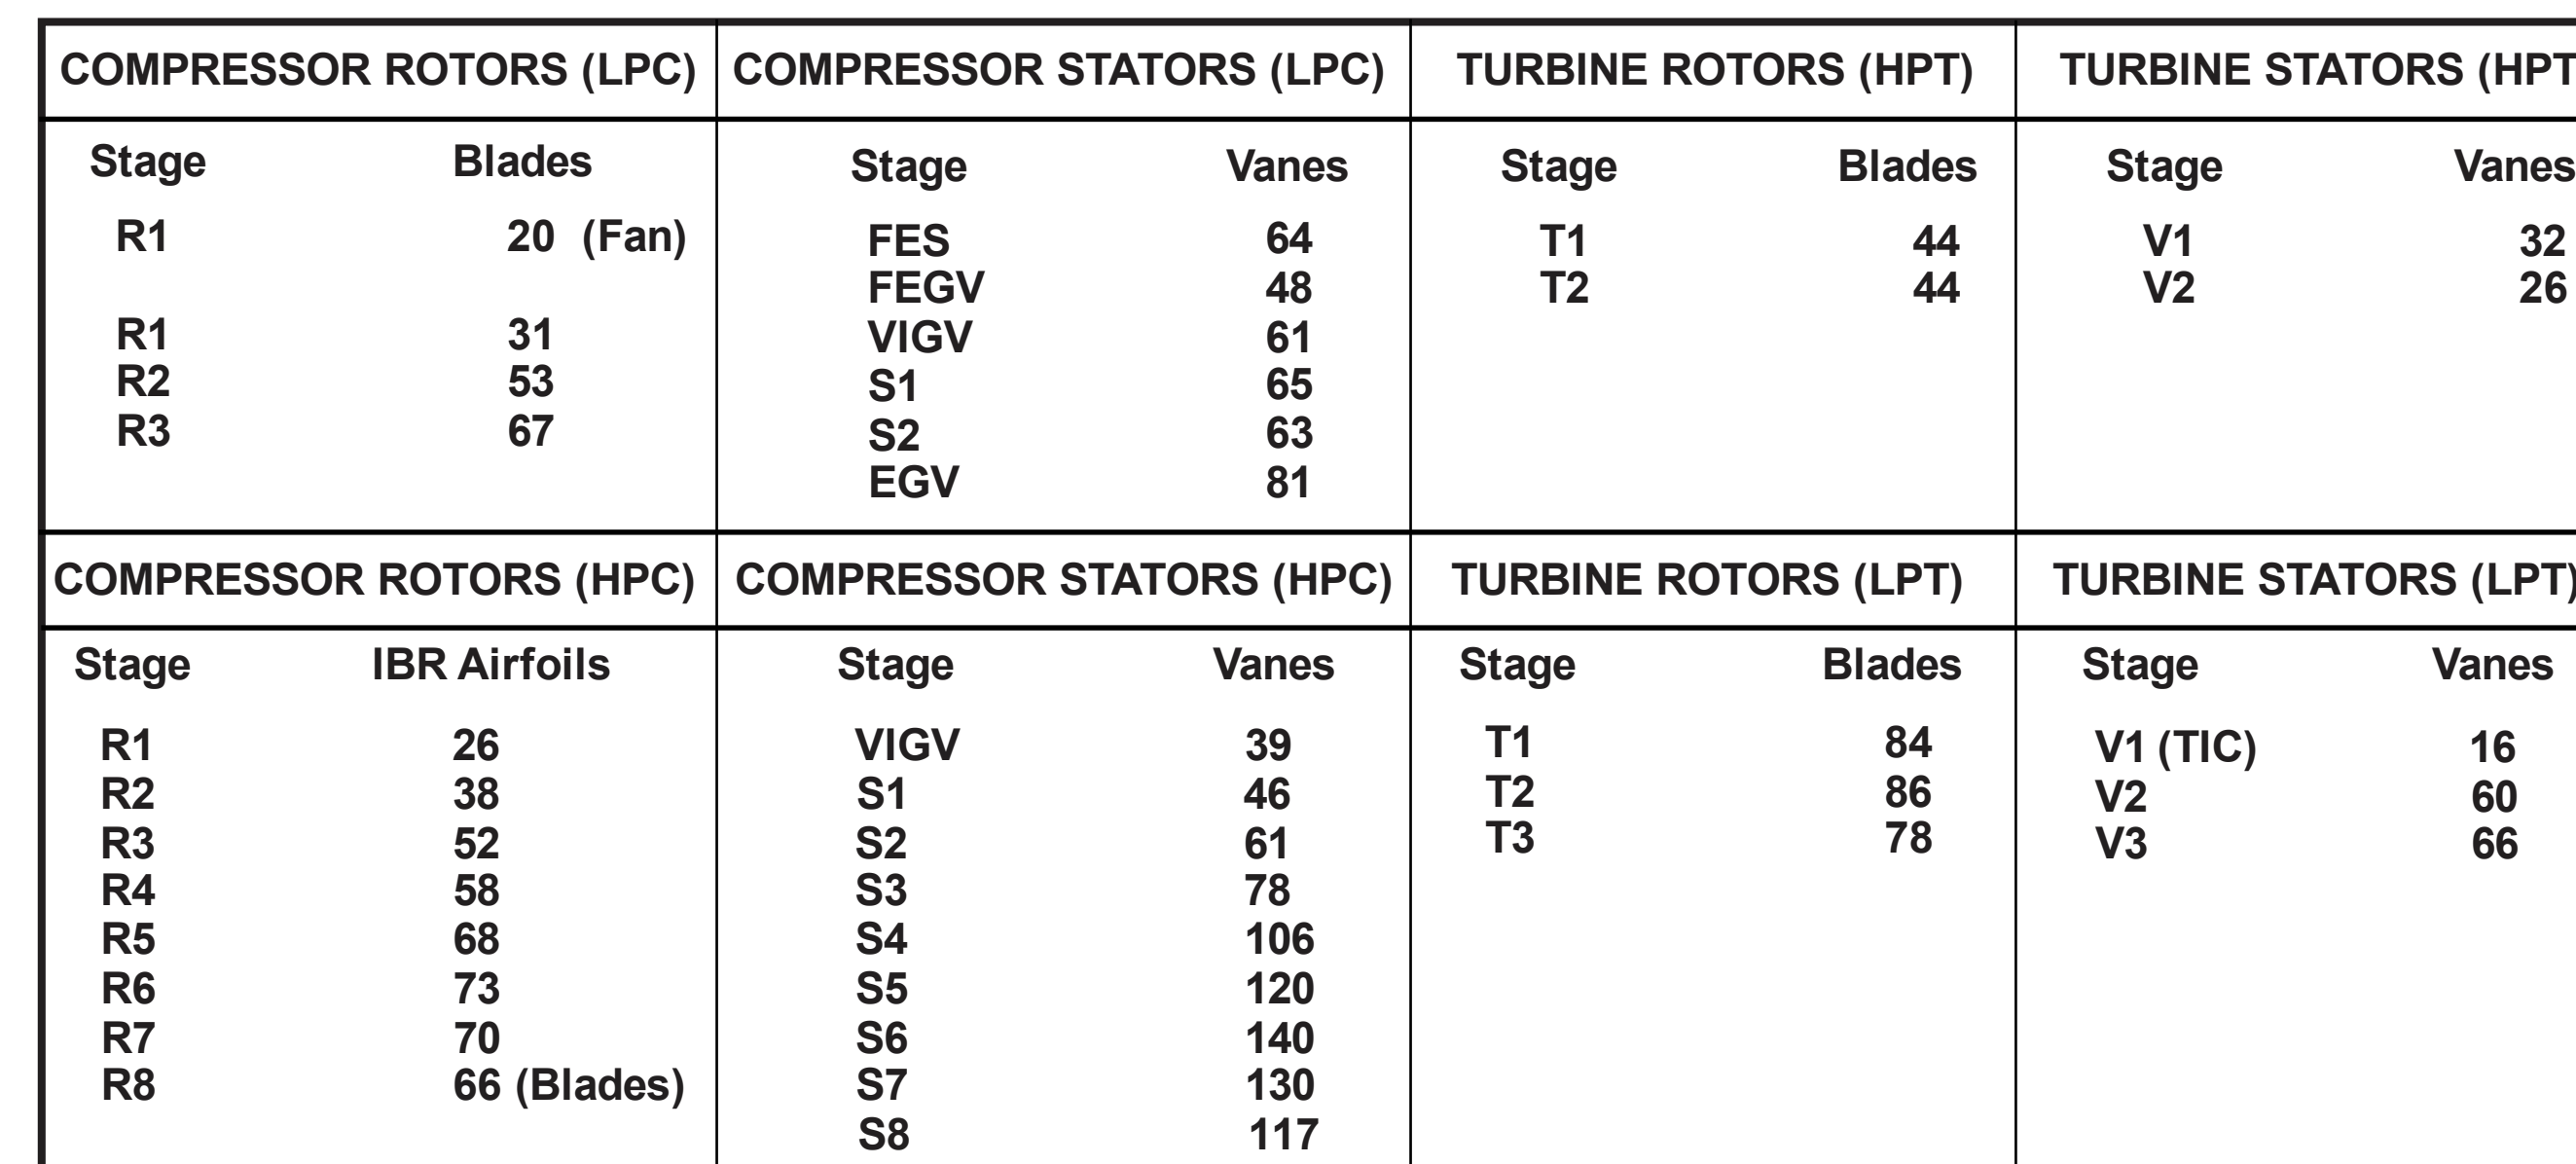 COMPRESSOR ROTORS (LPC) COMPRESSOR STATORS (LPC) TURBINE ROTORS (HPT) TURBINE STATORS (HPT
Stage Blades Stage Vanes Stage Blades Stage Vanes
R1 20 (Fan) FES 64 T1 44 V1 32
FEGV 48 T2 44 V2 26
R1 31 VIGV 61
R2 53 S1 65
R3 67 S2 63
EGV 81
COMPRESSOR ROTORS (HPC) COMPRESSOR STATORS (HPC) TURBINE ROTORS (LPT) TURBINE STATORS (LPT)
Stage IBR Airfoils Stage Vanes Stage Blades Stage Vanes
R1 26 VIGV 39 T1 84 V1 (TIC) 16
R2 38 S1 46 T2 86 V2 60
R3 52 S2 61 T3 78 V3 66
R4 58 S3 78
R5 68 S4 106
R6 73 S5 120
R7 70 S6 140
R8 66 (Blades) S7 130
S8 117